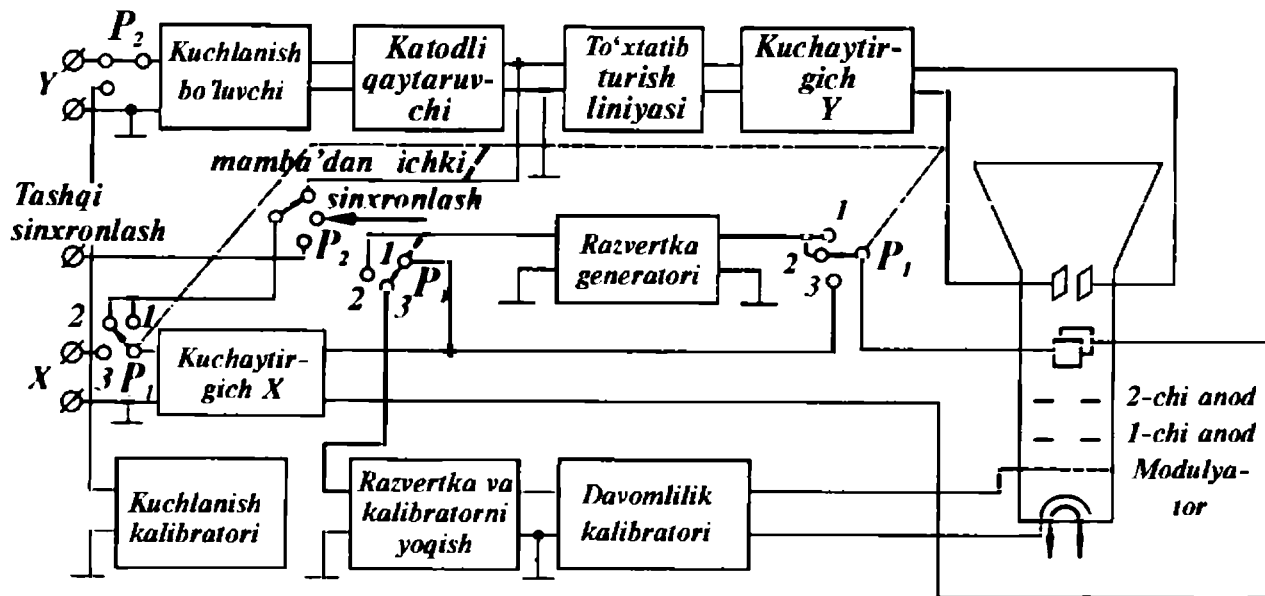 P2
Y
Kuchlanish
bo'luvchi
Katodli
qaytaruv-
chi
To'xtatib
turish
liniyasi
Kuchaytir-
gich
Y
mamba'dan ichki
sinxronlash
Tashqi
sinxronlash
P2
1
2
3
P1
Razvertka
generatori
1
2
3
P1
2
1
3
P1
X
Kuchaytir-
gich X
2-chi anod
1-chi anod
Modulya-
tor
Kuchlanish
kalibratori
Razvertka va
kalibratorni
yoqish
Davomlilik
kalibratori